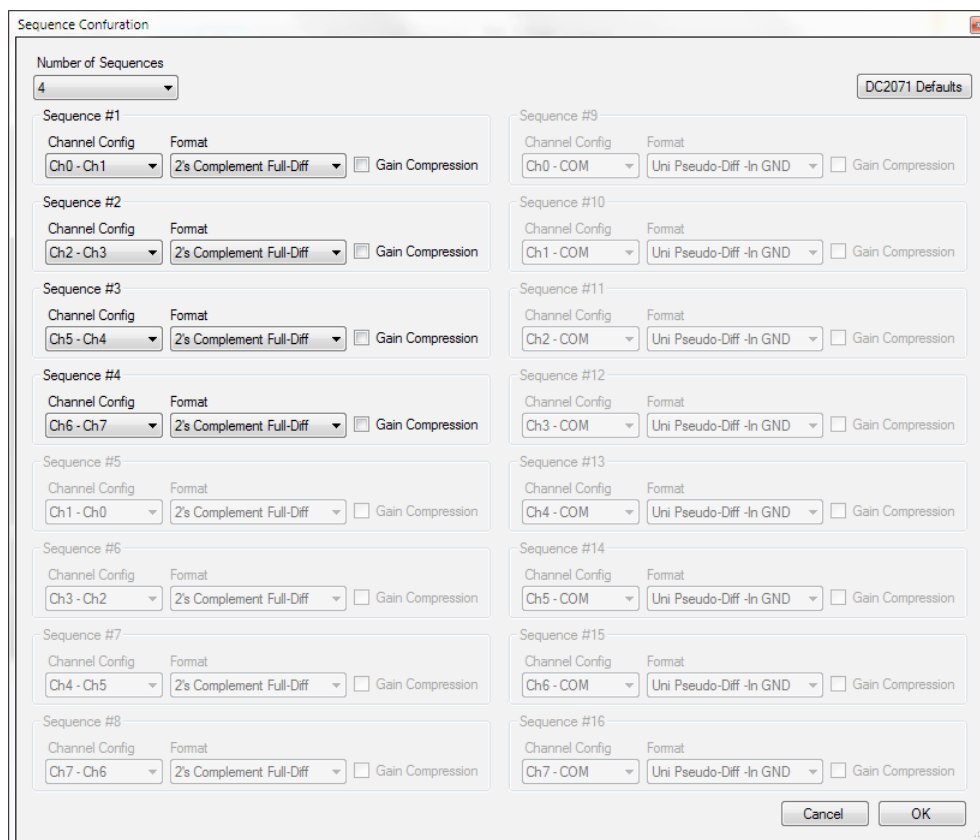 Sequence Confuration
Number of Sequences
4
DC2071 Defaults
Sequence #1
Channel Config Format
Ch0 - Ch1 2's Complement Full-Diff Gain Compression
Sequence #2
Channel Config Format
Ch2 - Ch3 2's Complement Full-Diff Gain Compression
Sequence #3
Channel Config Format
Ch5 - Ch4 2's Complement Full-Diff Gain Compression
Sequence #4
Channel Config Format
Ch6 - Ch7 2's Complement Full-Diff Gain Compression
Sequence #5
Channel Config Format
Ch1 - Ch0 2's Complement Full-Diff Gain Compression
Sequence #6
Channel Config Format
Ch3 - Ch2 2's Complement Full-Diff Gain Compression
Sequence #7
Channel Config Format
Ch4 - Ch5 2's Complement Full-Diff Gain Compression
Sequence #8
Channel Config Format
Ch7 - Ch6 2's Complement Full-Diff Gain Compression
Sequence #9
Channel Config Format
Ch0 - COM Uni Pseudo-Diff -In GND Gain Compression
Sequence #10
Channel Config Format
Ch1 - COM Uni Pseudo-Diff -In GND Gain Compression
Sequence #11
Channel Config Format
Ch2 - COM Uni Pseudo-Diff -In GND Gain Compression
Sequence #12
Channel Config Format
Ch3 - COM Uni Pseudo-Diff -In GND Gain Compression
Sequence #13
Channel Config Format
Ch4 - COM Uni Pseudo-Diff -In GND Gain Compression
Sequence #14
Channel Config Format
Ch5 - COM Uni Pseudo-Diff -In GND Gain Compression
Sequence #15
Channel Config Format
Ch6 - COM Uni Pseudo-Diff -In GND Gain Compression
Sequence #16
Channel Config Format
Ch7 - COM Uni Pseudo-Diff -In GND Gain Compression
Cancel OK